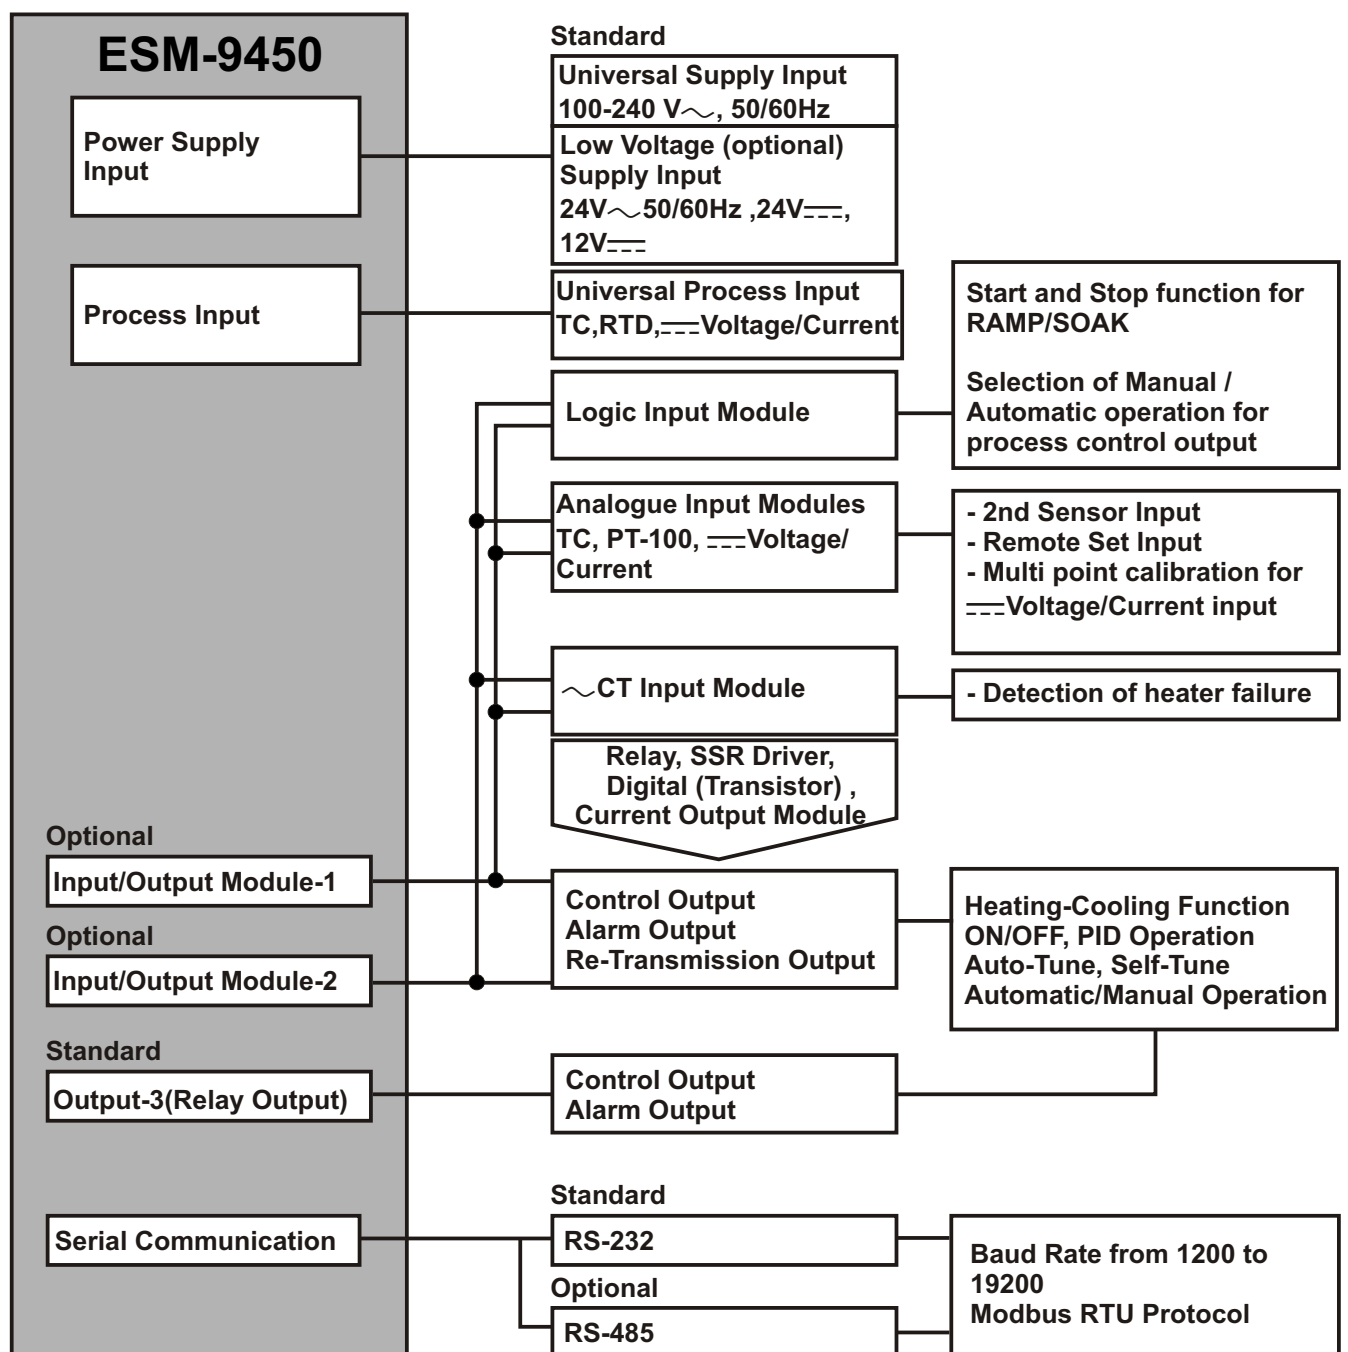 ESM-9450
Power Supply
Input
Process Input
Optional
Input/Output Module-1
Optional
Input/Output Module-2
Standard
Output-3(Relay Output)
Serial Communication
Standard
Universal Supply Input
100-240 V～, 50/60Hz
Low Voltage (optional)
Supply Input
24V～50/60Hz ,24V⎓,
12V⎓
Universal Process Input
TC,RTD,⎓Voltage/Current
Logic Input Module
Analogue Input Modules
TC, PT-100, ⎓Voltage/
Current
～CT Input Module
Relay, SSR Driver,
Digital (Transistor) ,
Current Output Module
Control Output
Alarm Output
Re-Transmission Output
Control Output
Alarm Output
Standard
RS-232
Optional
RS-485
Start and Stop function for
RAMP/SOAK
Selection of Manual /
Automatic operation for
process control output
- 2nd Sensor Input
- Remote Set Input
- Multi point calibration for
⎓Voltage/Current input
- Detection of heater failure
Heating-Cooling Function
ON/OFF, PID Operation
Auto-Tune, Self-Tune
Automatic/Manual Operation
Baud Rate from 1200 to
19200
Modbus RTU Protocol